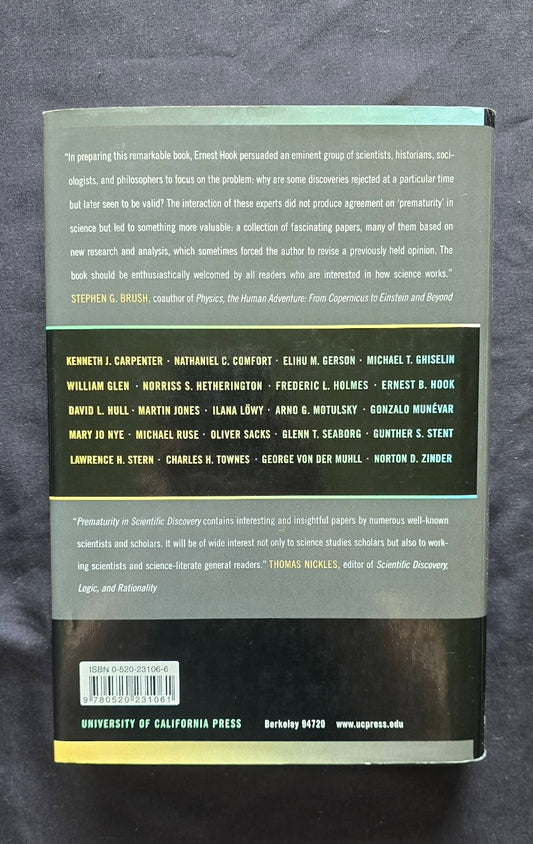 "In preparing this remarkable book, Ernest Hook persuaded an eminent group of scientists, historians, soci-
ologists, and philosophers to focus on the problem: why are some discoveries rejected at a particular time
but later seen to be valid? The interaction of these experts did not produce agreement on 'prematurity' in
science but led to something more valuable: a collection of fascinating papers, many of them based on
new research and analysis, which sometimes forced the author to revise a previously held opinion. The
book should be enthusiastically welcomed by all readers who are interested in how science works."
STEPHEN G. BRUSH, coauthor of Physics, the Human Adventure: From Copernicus to Einstein and Beyond
KENNETH J. CARPENTER · NATHANIEL C. COMFORT · ELIHU M. GERSON · MICHAEL T. GHISELIN
WILLIAM GLEN · NORRISS S. HETHERINGTON · FREDERIC L. HOLMES · ERNEST B. HOOK
DAVID L. HULL · MARTIN JONES · ILANA LÖWY · ARNO G. MOTULSKY · GONZALO MUNÉVAR
MARY JO NYE · MICHAEL RUSE · OLIVER SACKS · GLENN T. SEABORG · GUNTHER S. STENT
LAWRENCE H. STERN · CHARLES H. TOWNES · GEORGE VON DER MUHLL · NORTON D. ZINDER
"Prematurity in Scientific Discovery contains interesting and insightful papers by numerous well-known
scientists and scholars. It will be of wide interest not only to science studies scholars but also to work-
ing scientists and science-literate general readers." THOMAS NICKLES, editor of Scientific Discovery,
Logic, and Rationality
ISBN 0-520-23106-6
9 780520 231061
UNIVERSITY OF CALIFORNIA PRESS Berkeley 94720 www.ucpress.edu